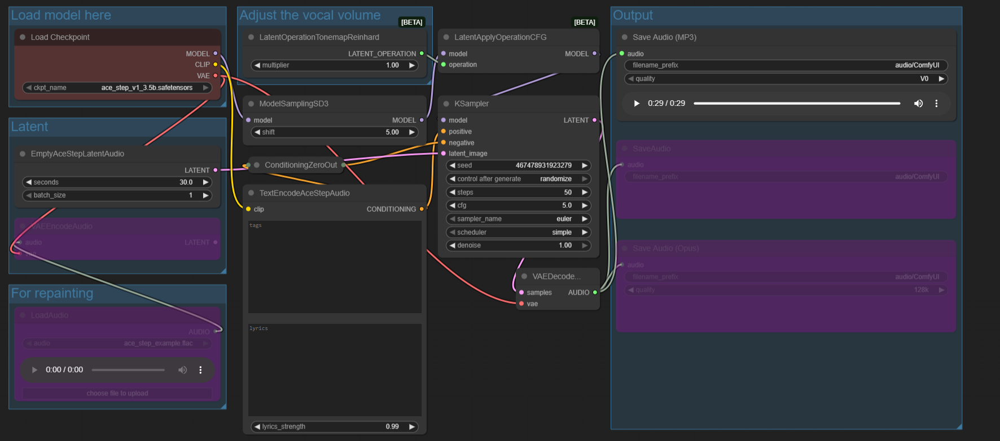 Load model here
Load Checkpoint
MODEL
CLIP
VAE
ckpt_name ace_step_v1_3.5b.safetensors
Latent
EmptyAceStepLatentAudio
LATENT
seconds 30.0
batch_size 1
VAEEncodeAudio
audio LATENT
For repainting
LoadAudio
AUDIO
audio ace_step_example.flac
0:00 / 0:00
choose file to upload
Adjust the vocal volume
[BETA]
LatentOperationTonemapReinhard
LATENT_OPERATION
multiplier 1.00
ModelSamplingSD3
model MODEL
shift 5.00
ConditioningZeroOut
TextEncodeAceStepAudio
clip CONDITIONING
tags
lyrics
lyrics_strength 0.99
[BETA]
LatentApplyOperationCFG
model MODEL
operation
KSampler
model LATENT
positive
negative
latent_image
seed 467478931923279
control after generate randomize
steps 50
cfg 5.0
sampler_name euler
scheduler simple
denoise 1.00
VAEDecode...
samples AUDIO
vae
Output
Save Audio (MP3)
audio
filename_prefix audio/ComfyUI
quality V0
0:29 / 0:29
SaveAudio
audio
filename_prefix audio/ComfyUI
Save Audio (Opus)
audio
filename_prefix audio/ComfyUI
quality 128k